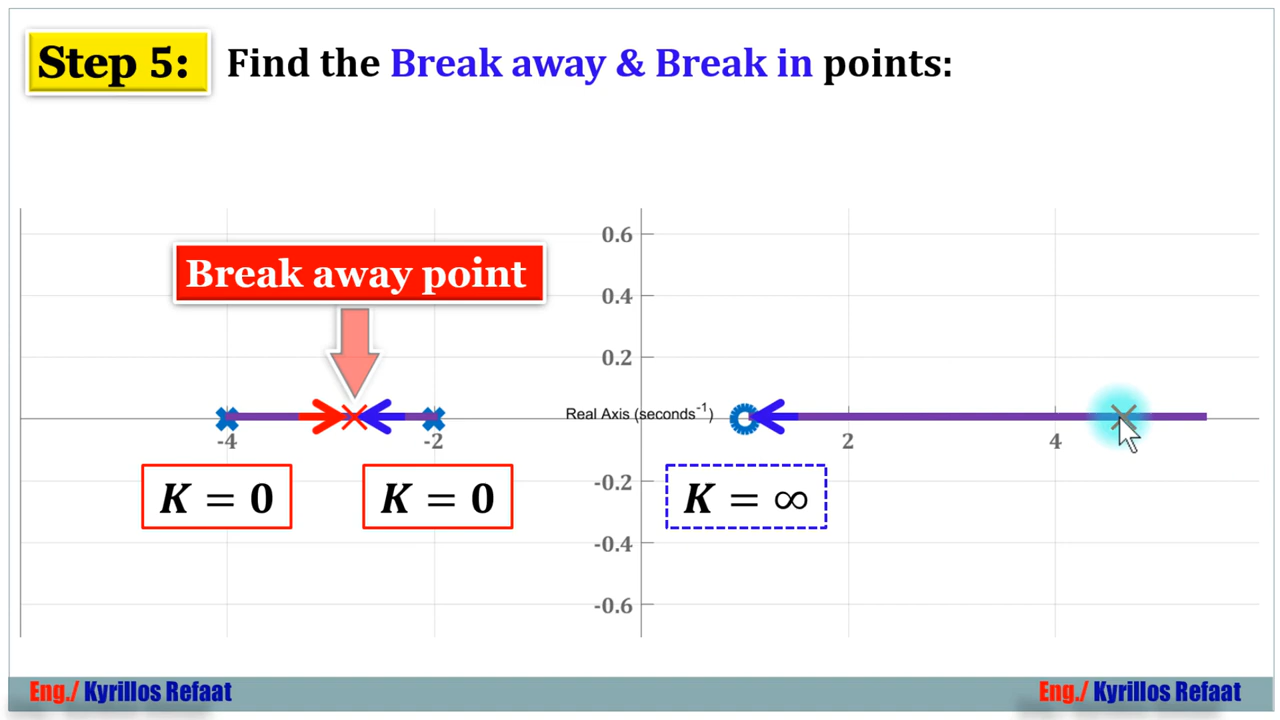 Step 5: Find the Break away & Break in points:
0.6
Break away point
0.4
0.2
Real Axis (seconds⁻¹)
-4 -2 2 4
K = 0 K = 0 -0.2 K = ∞
-0.4
-0.6
Eng./ Kyrillos Refaat Eng./ Kyrillos Refaat